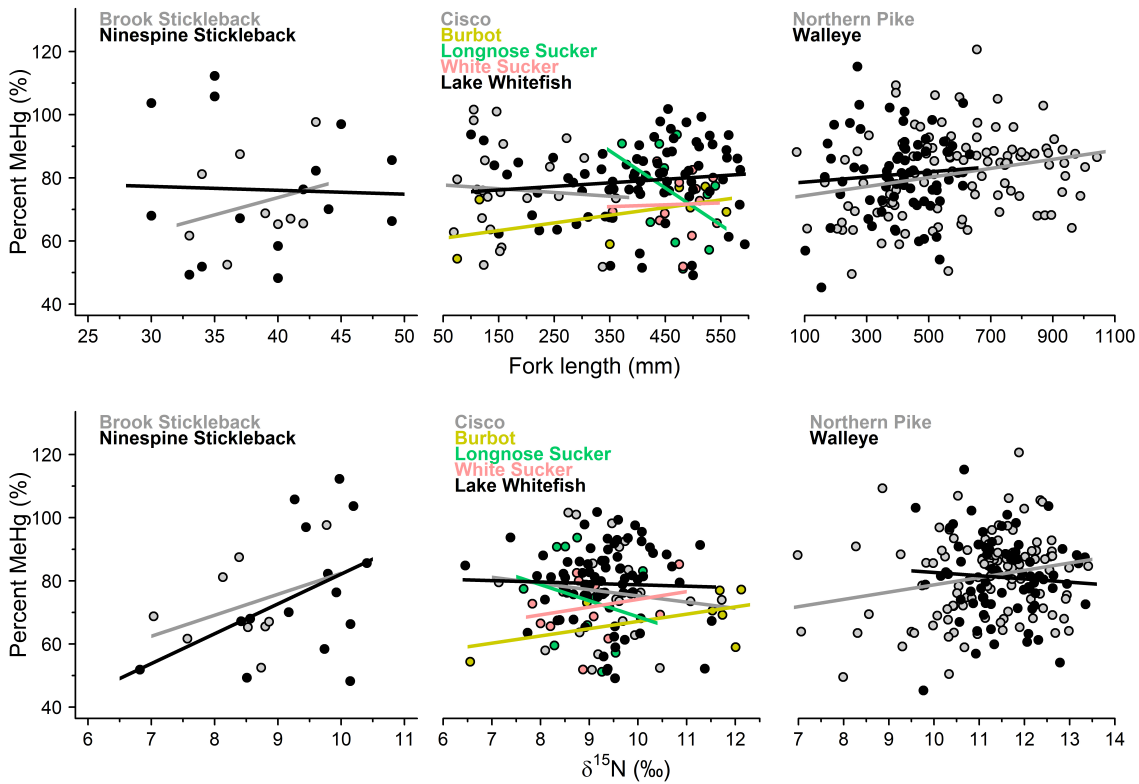 Brook Stickleback
Ninespine Stickleback
Cisco
Burbot
Longnose Sucker
White Sucker
Lake Whitefish
Northern Pike
Walleye
Percent MeHg (%)
120
100
80
60
40
25 30 35 40 45 50
50 150 250 350 450 550
100 300 500 700 900 1100
Fork length (mm)
Brook Stickleback
Ninespine Stickleback
Cisco
Burbot
Longnose Sucker
White Sucker
Lake Whitefish
Northern Pike
Walleye
Percent MeHg (%)
120
100
80
60
40
6 7 8 9 10 11
6 7 8 9 10 11 12
7 8 9 10 11 12 13 14
δ¹⁵N (‰)